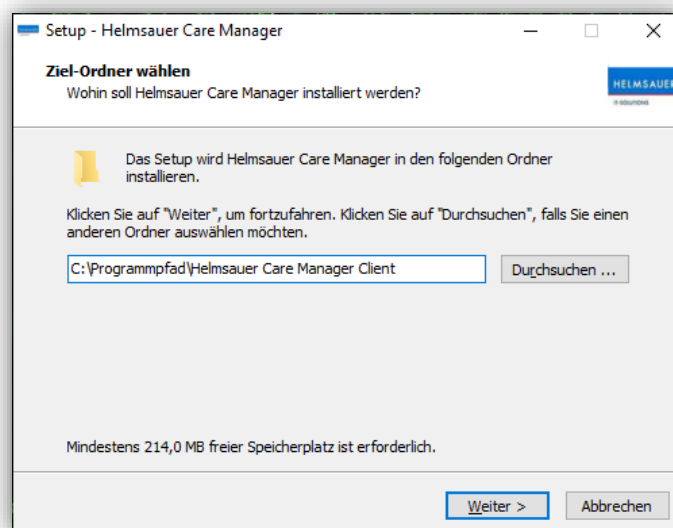 Setup - Helmsauer Care Manager
Ziel-Ordner wählen
Wohin soll Helmsauer Care Manager installiert werden?
HELMSAUER
IT-SOLUTIONS
Das Setup wird Helmsauer Care Manager in den folgenden Ordner
installieren.
Klicken Sie auf "Weiter", um fortzufahren. Klicken Sie auf "Durchsuchen", falls Sie einen
anderen Ordner auswählen möchten.
C:\Programmpfad\Helmsauer Care Manager Client
Durchsuchen ...
Mindestens 214,0 MB freier Speicherplatz ist erforderlich.
Weiter >
Abbrechen